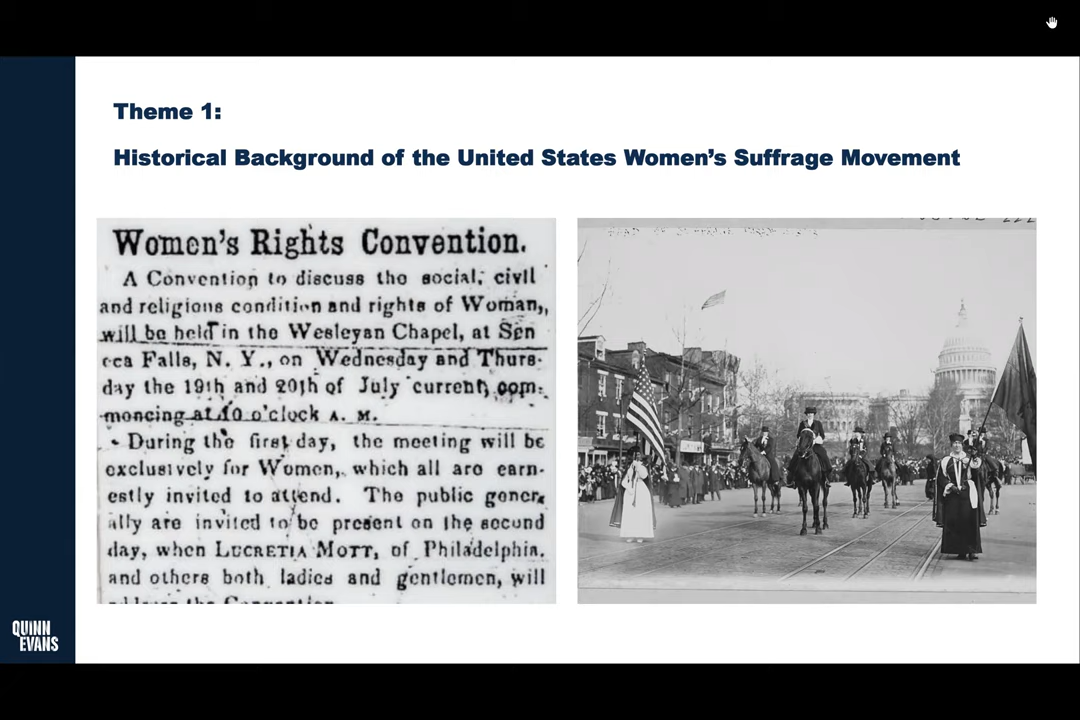 Theme 1:
Historical Background of the United States Women's Suffrage Movement
Women's Rights Convention.
A Convention to discuss the social, civil
and religious condition and rights of Woman,
will be held in the Wesleyan Chapel, at Sen
eca Falls, N. Y., on Wednesday and Thurs-
day the 19th and 20th of July current, com-
mencing at 10 o'clock A. M.
During the first day, the meeting will be
exclusively for Women, which all are earn-
estly invited to attend. The public gener
ally are invited to be present on the second
day, when LUCRETIA MOTT, of Philadelphia,
and others both ladies and gentlemen, will
the Convention
QUINN
EVANS